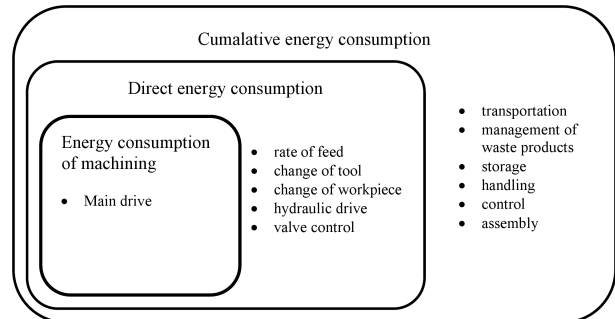 Cumalative energy consumption
Direct energy consumption
Energy consumption
of machining
• Main drive
• rate of feed
• change of tool
• change of workpiece
• hydraulic drive
• valve control
• transportation
• management of
waste products
• storage
• handling
• control
• assembly